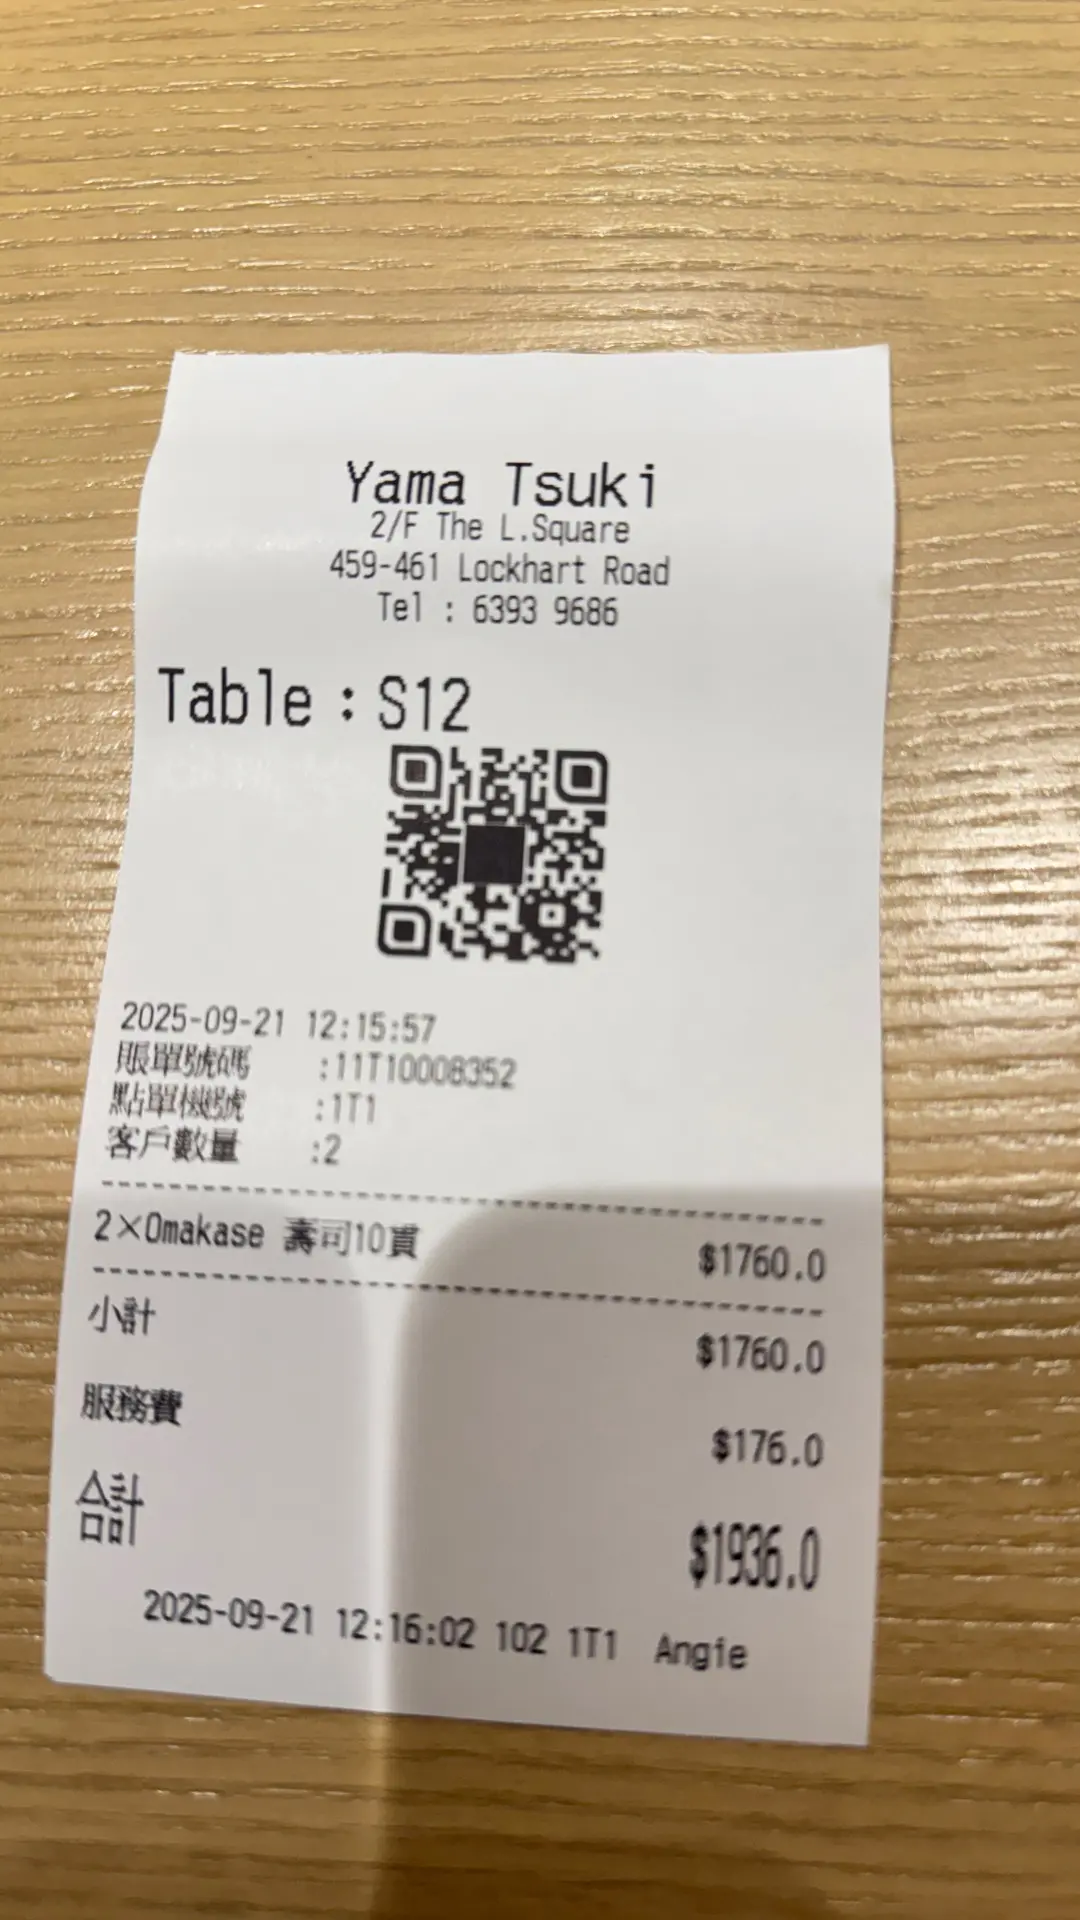 Yama Tsuki
2/F The L.Square
459-461 Lockhart Road
Tel : 6393 9686
Table : S12
2025-09-21 12:15:57
賬單號碼 :11T10008352
點單機號 :1T1
客戶數量 :2
2×Omakase 壽司10貫 $1760.0
小計 $1760.0
服務費 $176.0
合計 $1936.0
2025-09-21 12:16:02 102 1T1 Angie